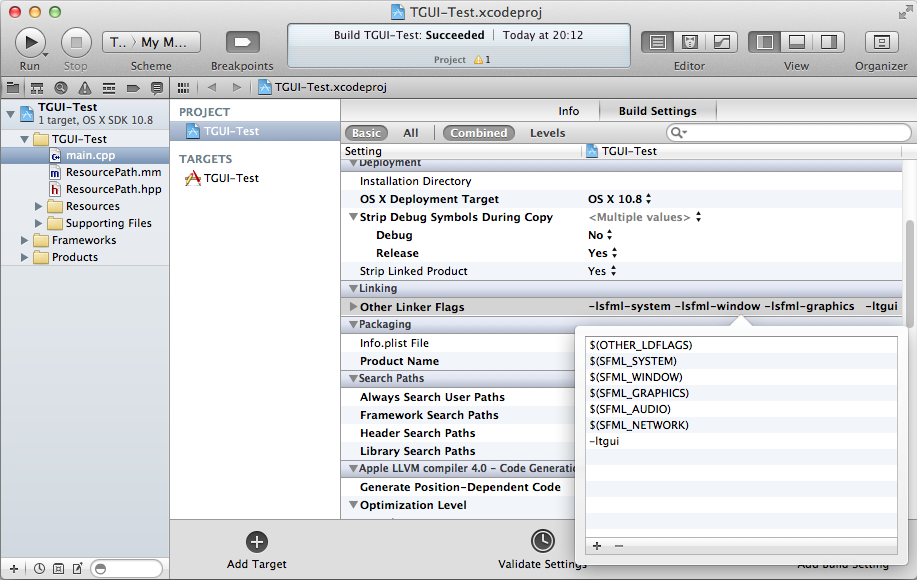 TGUI-Test.xcodeproj
Run
Stop
T.. My M...
Scheme
Breakpoints
Build TGUI-Test: Succeeded | Today at 20:12
Project 1
Editor
View
Organizer
TGUI-Test.xcodeproj
TGUI-Test
1 target, OS X SDK 10.8
TGUI-Test
main.cpp
ResourcePath.mm
ResourcePath.hpp
Resources
Supporting Files
Frameworks
Products
PROJECT
TGUI-Test
TARGETS
TGUI-Test
Info
Build Settings
Basic All Combined Levels
Setting TGUI-Test
Deployment
Installation Directory
OS X Deployment Target OS X 10.8
Strip Debug Symbols During Copy <Multiple values>
Debug No
Release Yes
Strip Linked Product Yes
Linking
Other Linker Flags -lsfml-system -lsfml-window -lsfml-graphics -ltgui
Packaging
Info.plist File
Product Name
Search Paths
Always Search User Paths
Framework Search Paths
Header Search Paths
Library Search Paths
Apple LLVM compiler 4.0 - Code Generatio
Generate Position-Dependent Code
Optimization Level
$(OTHER_LDFLAGS)
$(SFML_SYSTEM)
$(SFML_WINDOW)
$(SFML_GRAPHICS)
$(SFML_AUDIO)
$(SFML_NETWORK)
-ltgui
+ −
Add Target
Validate Settings
Add Build Setting